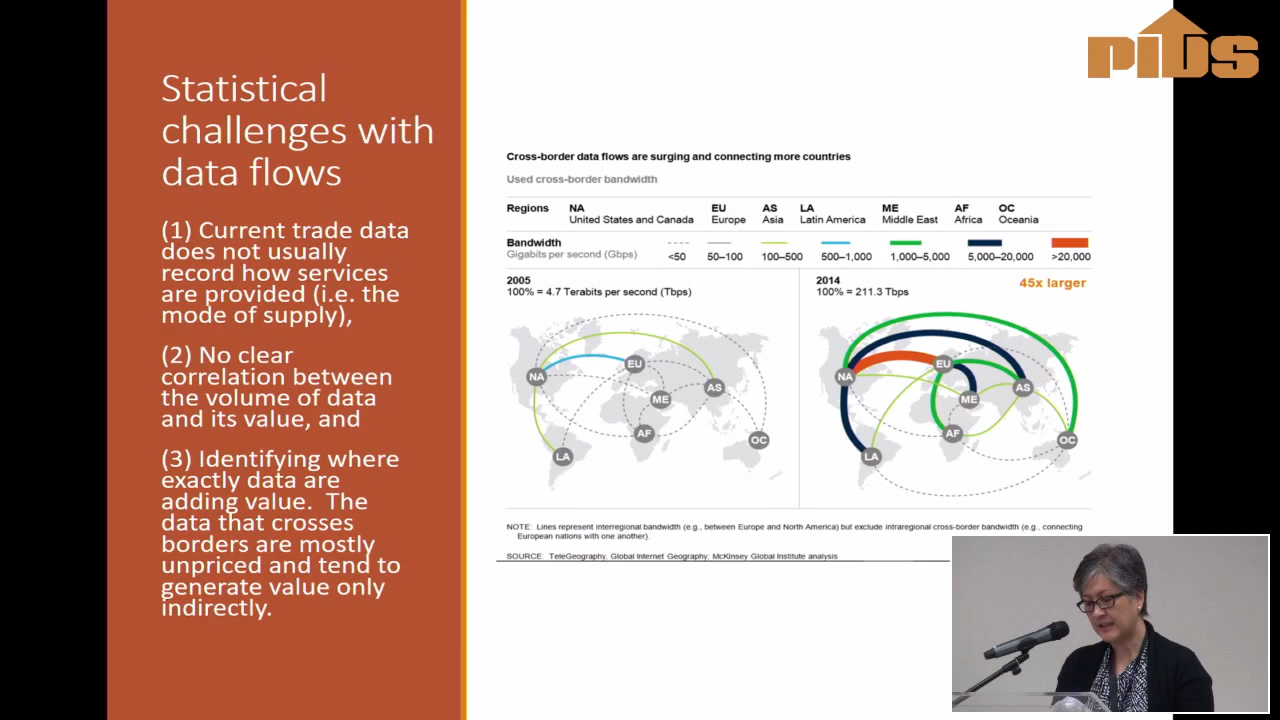 PIDS
Statistical
challenges with
data flows
(1) Current trade data
does not usually
record how services
are provided (i.e. the
mode of supply),
(2) No clear
correlation between
the volume of data
and its value, and
(3) Identifying where
exactly data are
adding value. The
data that crosses
borders are mostly
unpriced and tend to
generate value only
indirectly.
Cross-border data flows are surging and connecting more countries
Used cross-border bandwidth
Regions NA EU AS LA ME AF OC
United States and Canada Europe Asia Latin America Middle East Africa Oceania
Bandwidth
Gigabits per second (Gbps) <50 50–100 100–500 500–1,000 1,000–5,000 5,000–20,000 >20,000
2005
100% = 4.7 Terabits per second (Tbps)
NA
EU
AS
ME
AF
OC
LA
2014 45x larger
100% = 211.3 Tbps
NA
EU
AS
ME
AF
OC
LA
NOTE: Lines represent interregional bandwidth (e.g., between Europe and North America) but exclude intraregional cross-border bandwidth (e.g., connecting
European nations with one another).
SOURCE: TeleGeography, Global Internet Geography; McKinsey Global Institute analysis